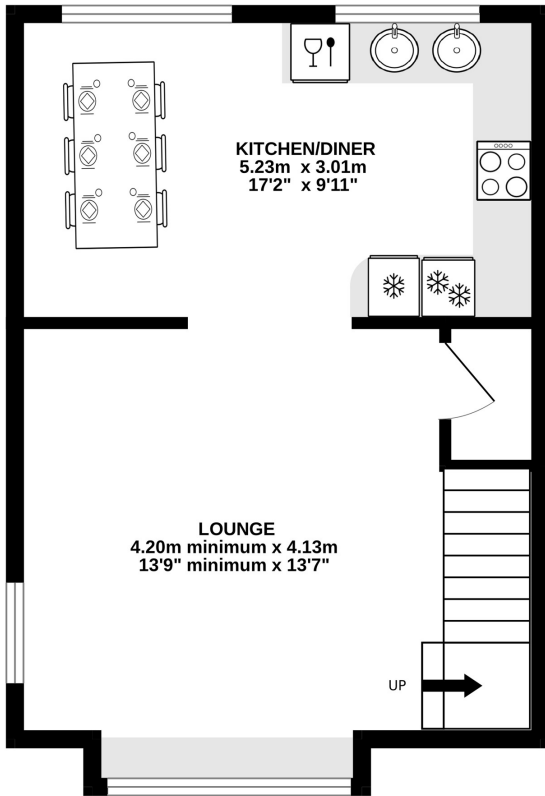 KITCHEN/DINER
5.23m x 3.01m
17'2" x 9'11"
LOUNGE
4.20m minimum x 4.13m
13'9" minimum x 13'7"
UP